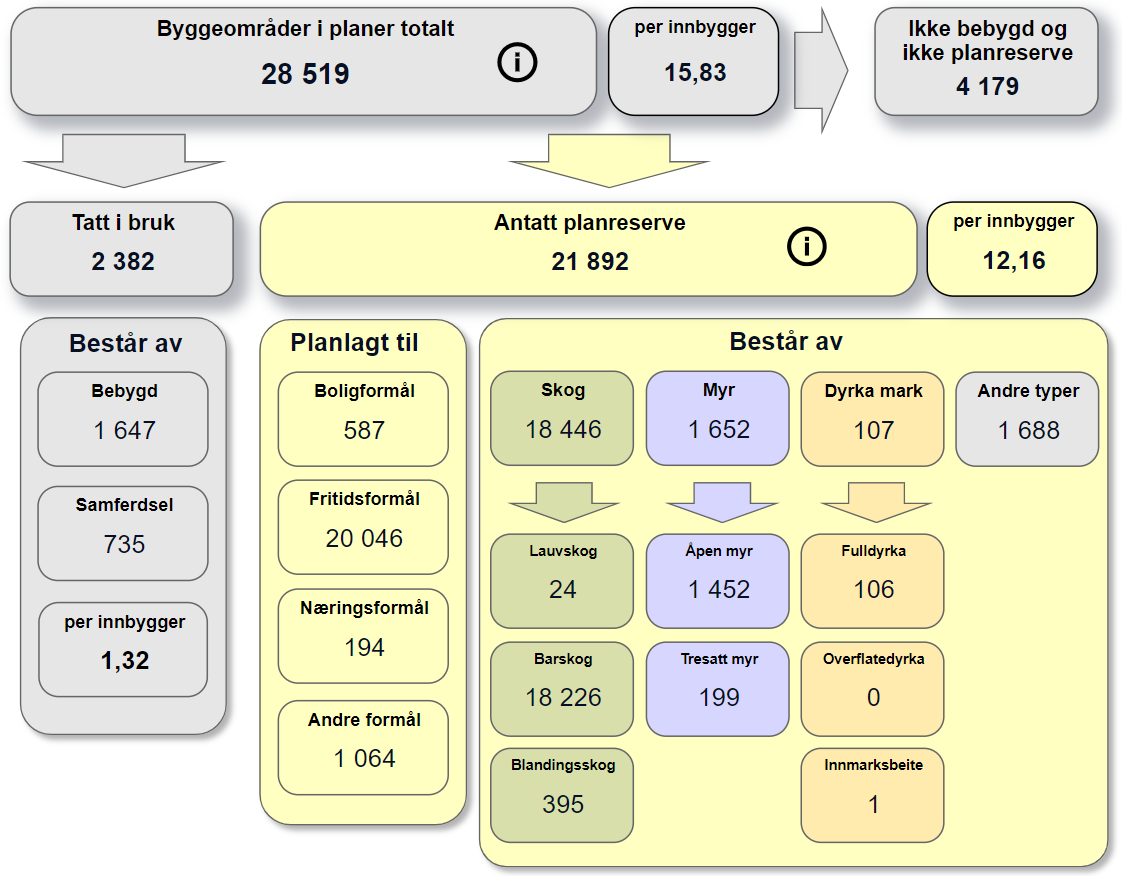 Byggeområder i planer totalt
28 519
per innbygger
15,83
Ikke bebygd og
ikke planreserve
4 179
Tatt i bruk
2 382
Antatt planreserve
21 892
per innbygger
12,16
Består av
Bebygd
1 647
Samferdsel
735
per innbygger
1,32
Planlagt til
Boligformål
587
Fritidsformål
20 046
Næringsformål
194
Andre formål
1 064
Består av
Skog
18 446
Myr
1 652
Dyrka mark
107
Andre typer
1 688
Lauvskog
24
Åpen myr
1 452
Fulldyrka
106
Barskog
18 226
Tresatt myr
199
Overflatedyrka
0
Blandingsskog
395
Innmarksbeite
1